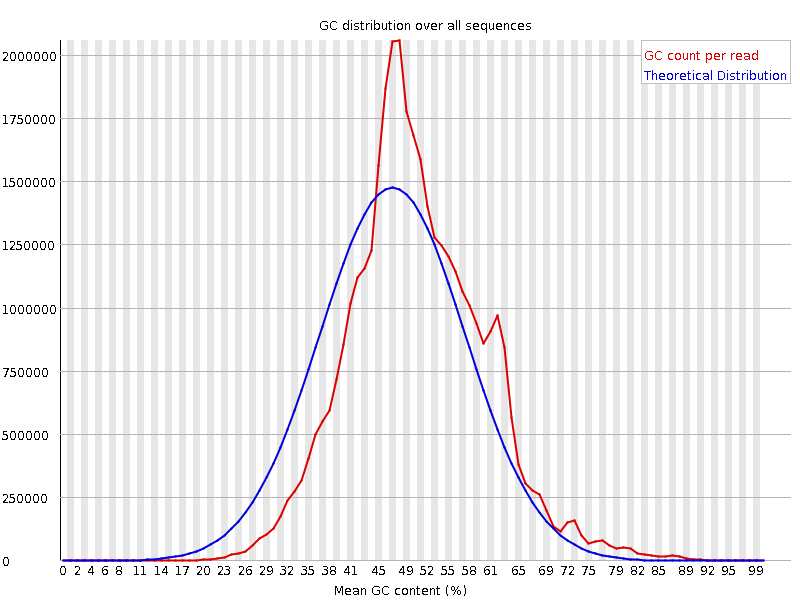 GC distribution over all sequences
GC count per read
Theoretical Distribution
2000000
1750000
1500000
1250000
1000000
750000
500000
250000
0
0 2 4 6 8 11 14 17 20 23 26 29 32 35 38 41 45 49 52 55 58 61 65 69 72 75 79 82 85 89 92 95 99
Mean GC content (%)